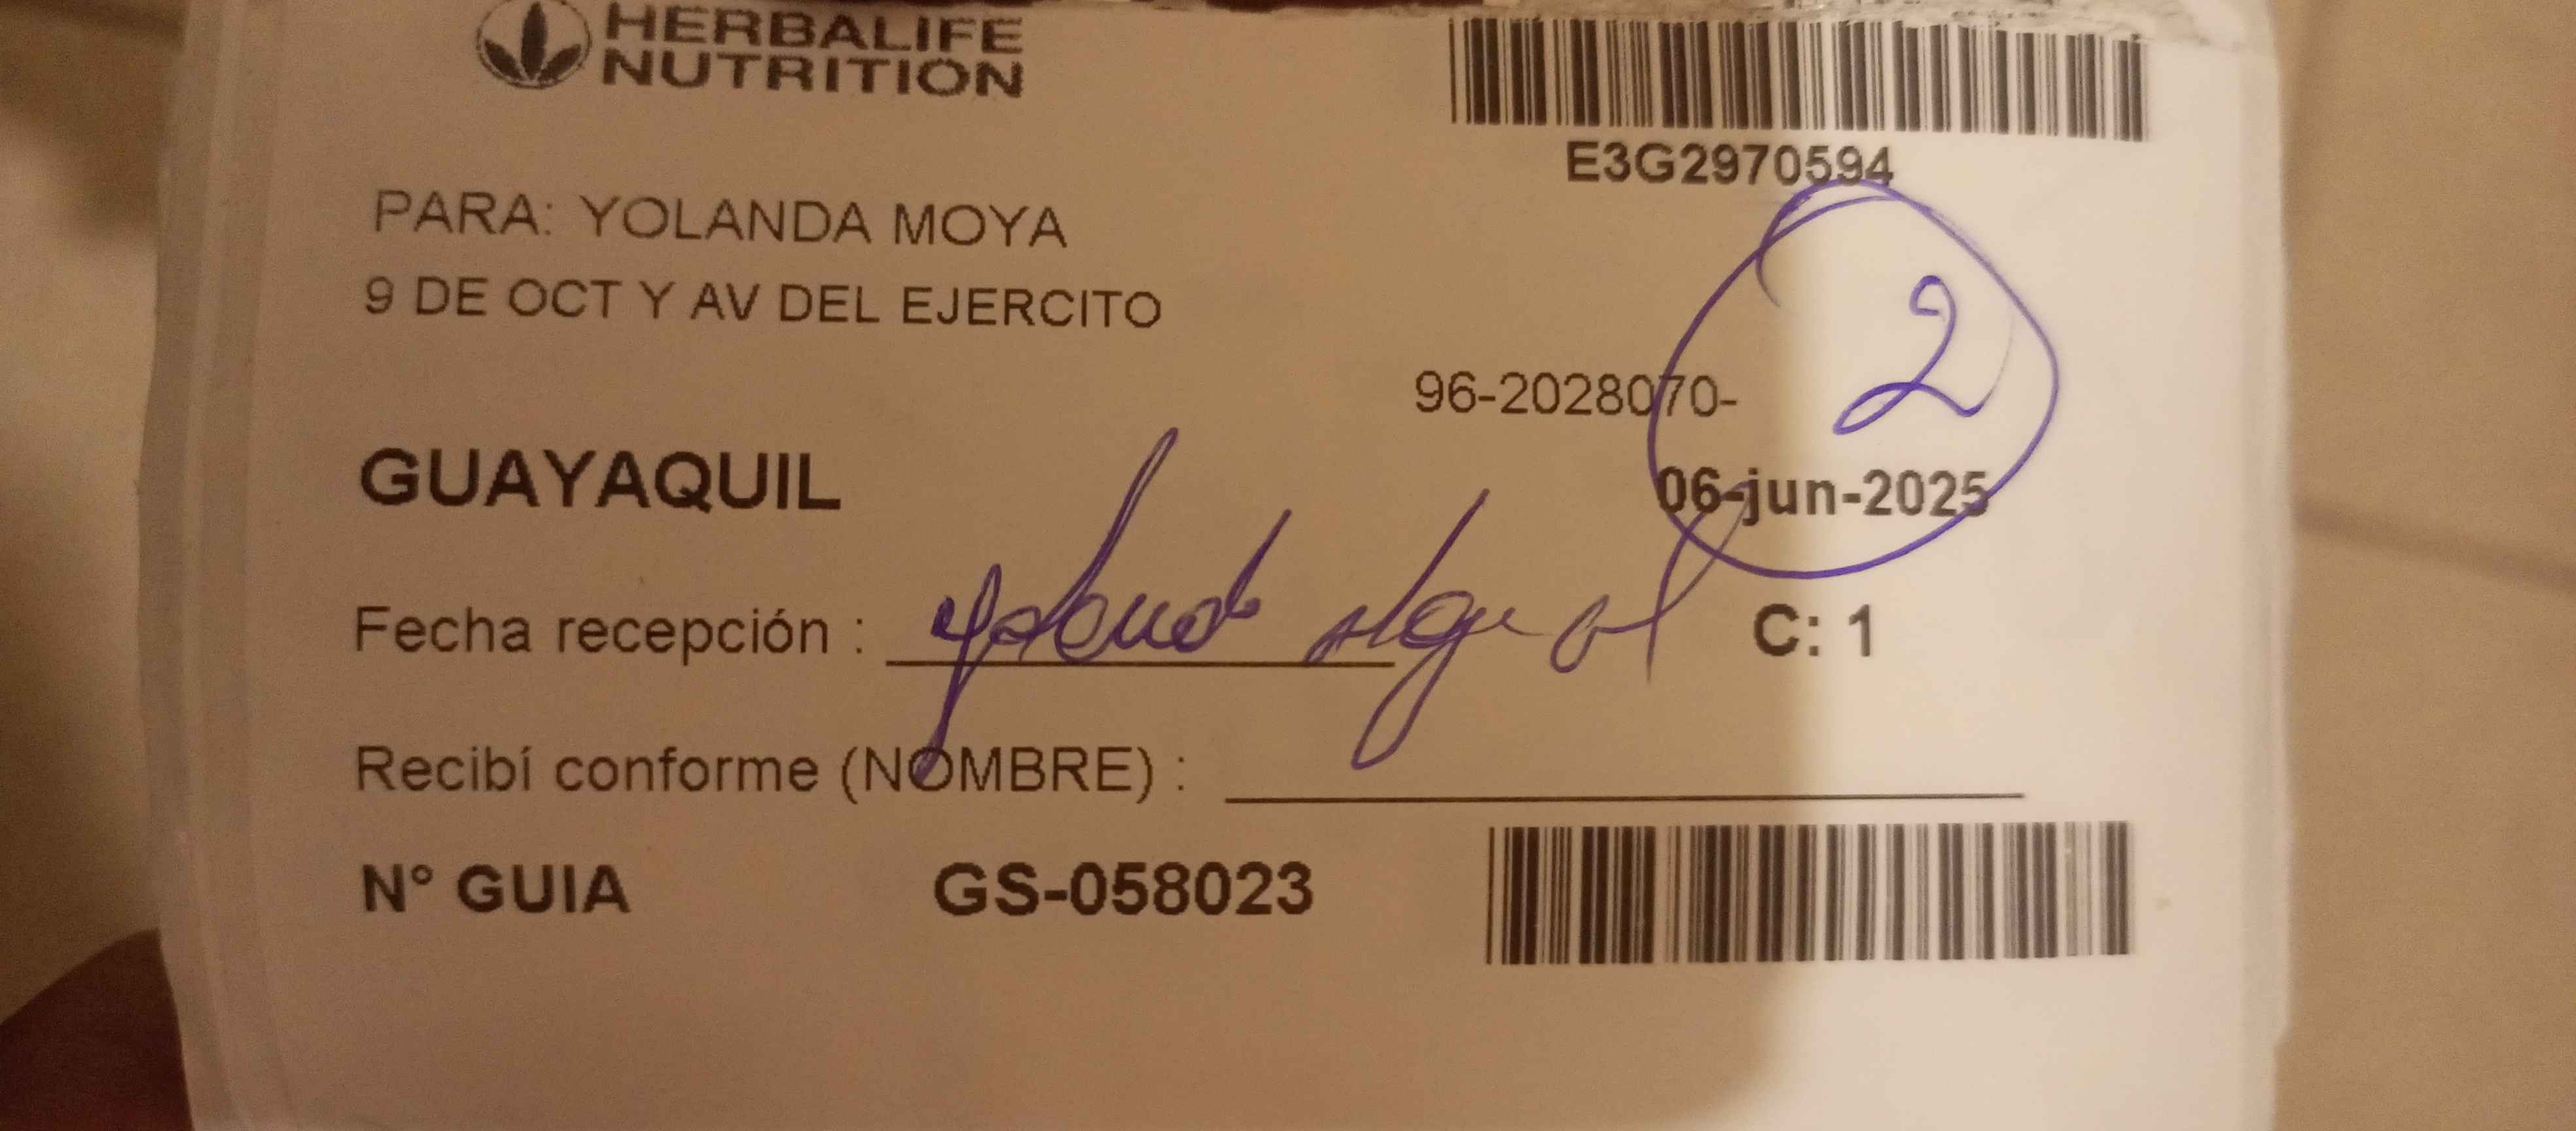 HERBALIFE
NUTRITION
E3G2970594
PARA: YOLANDA MOYA
9 DE OCT Y AV DEL EJERCITO
2
96-2028070-
GUAYAQUIL
06-jun-2025
Fecha recepción :
C: 1
Recibí conforme (NOMBRE) :
N° GUIA GS-058023